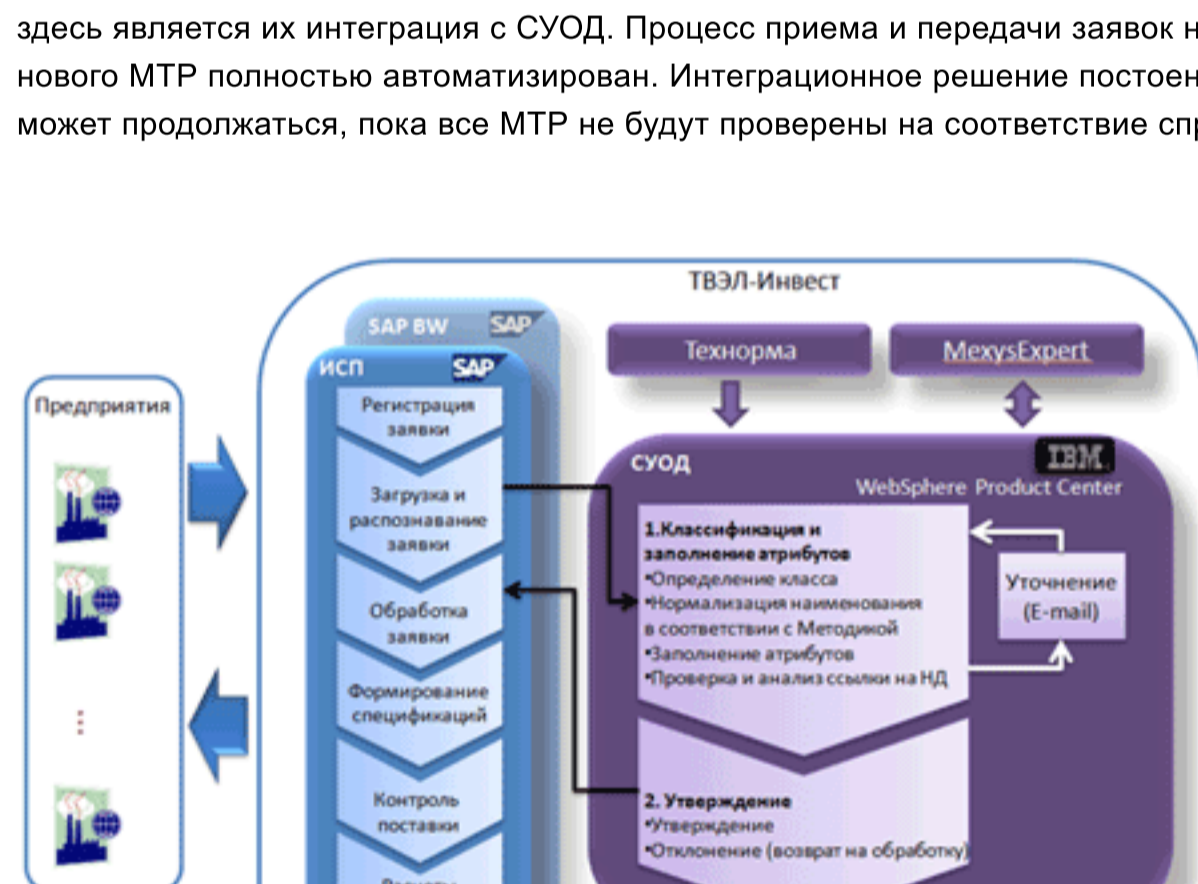 здесь является их интеграция с СУОД. Процесс приема и передачи заявок н
нового МТР полностью автоматизирован. Интеграционное решение постоен
может продолжаться, пока все МТР не будут проверены на соответствие спр
ТВЭЛ-Инвест
SAP BW SAP
ИСП SAP
Технорма
MexysExpert
Предприятия
Регистрация
заявки
Загрузка и
распознавание
заявки
Обработка
заявки
Формирование
спецификаций
Контроль
поставки
СУОД
IBM
WebSphere Product Center
1.Классификация и
заполнение атрибутов
•Определение класса
•Нормализация наименования
в соответствии с Методикой
•Заполнение атрибутов
•Проверка и анализ ссылки на НД
Уточнение
(E-mail)
2. Утверждение
•Утверждение
•Отклонение (возврат на обработку)